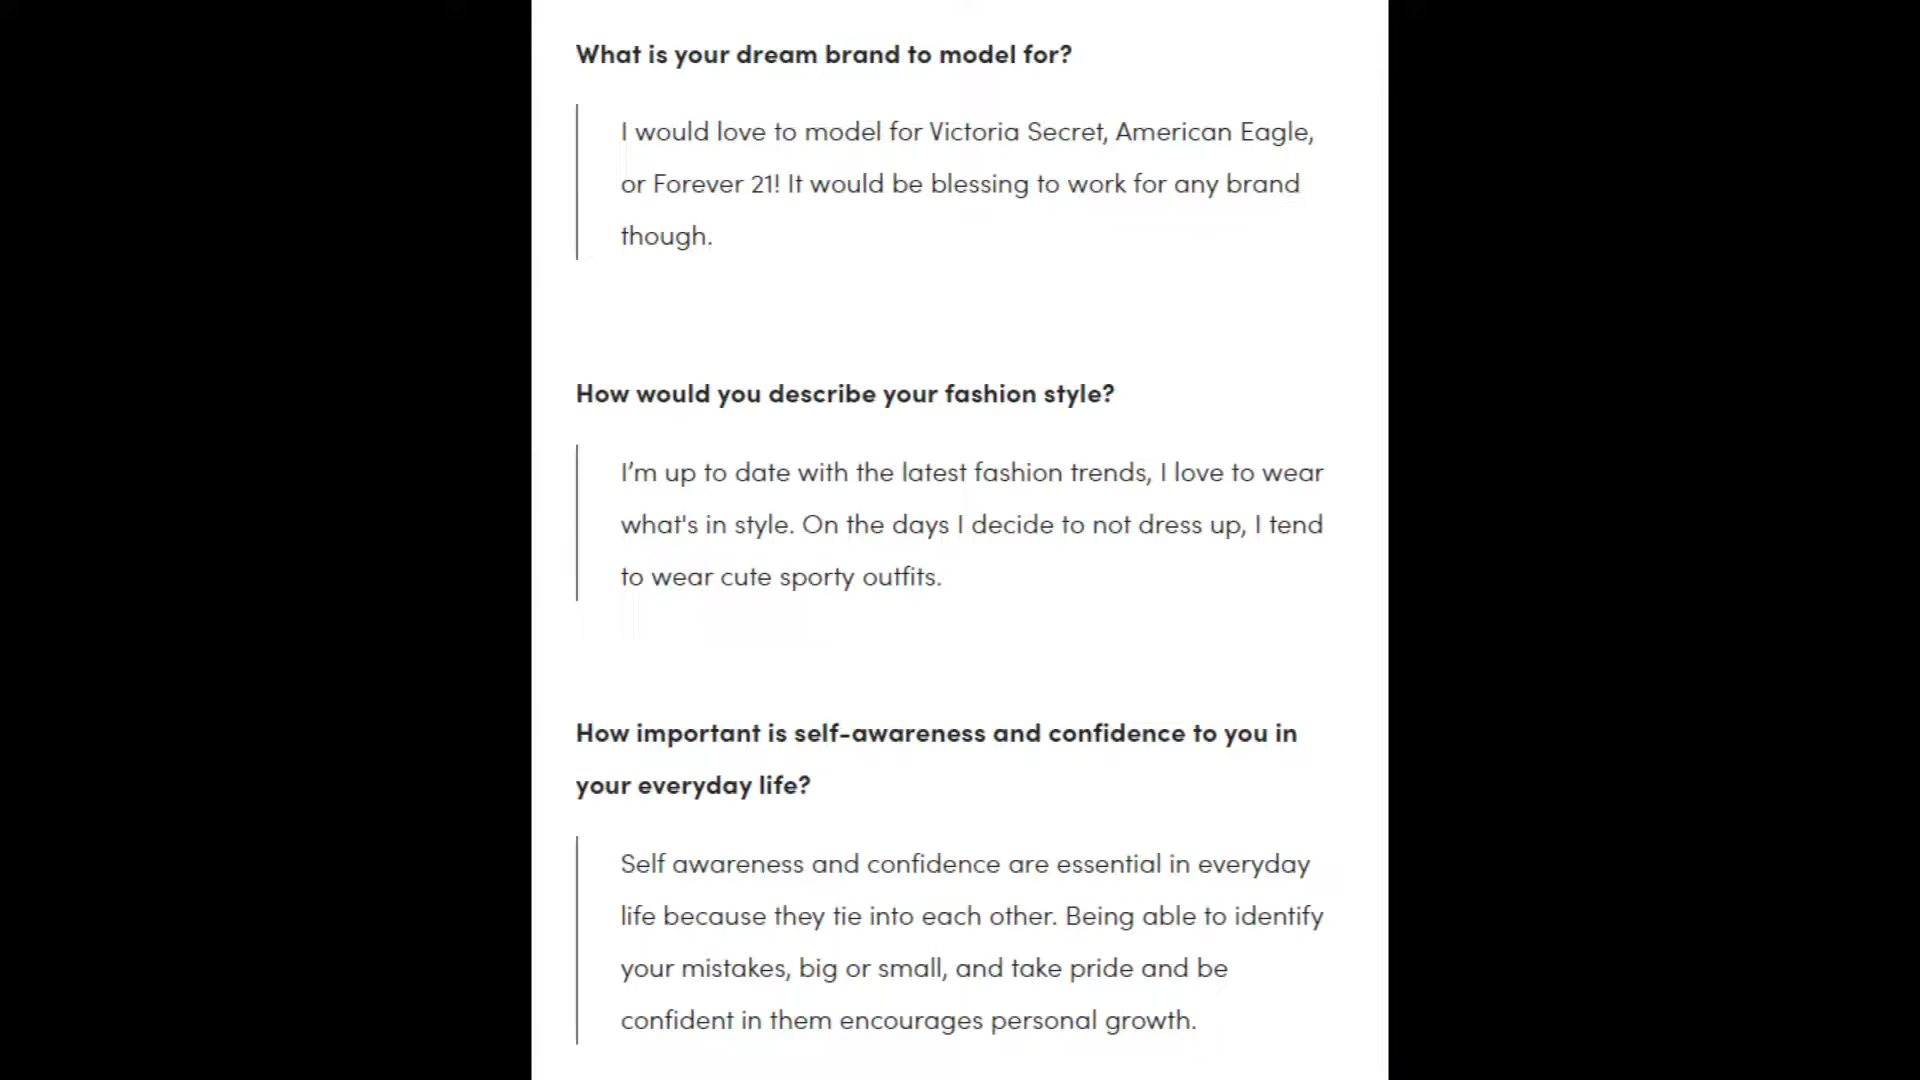 What is your dream brand to model for?
I would love to model for Victoria Secret, American Eagle,
or Forever 21! It would be blessing to work for any brand
though.
How would you describe your fashion style?
I’m up to date with the latest fashion trends, I love to wear
what's in style. On the days I decide to not dress up, I tend
to wear cute sporty outfits.
How important is self-awareness and confidence to you in
your everyday life?
Self awareness and confidence are essential in everyday
life because they tie into each other. Being able to identify
your mistakes, big or small, and take pride and be
confident in them encourages personal growth.